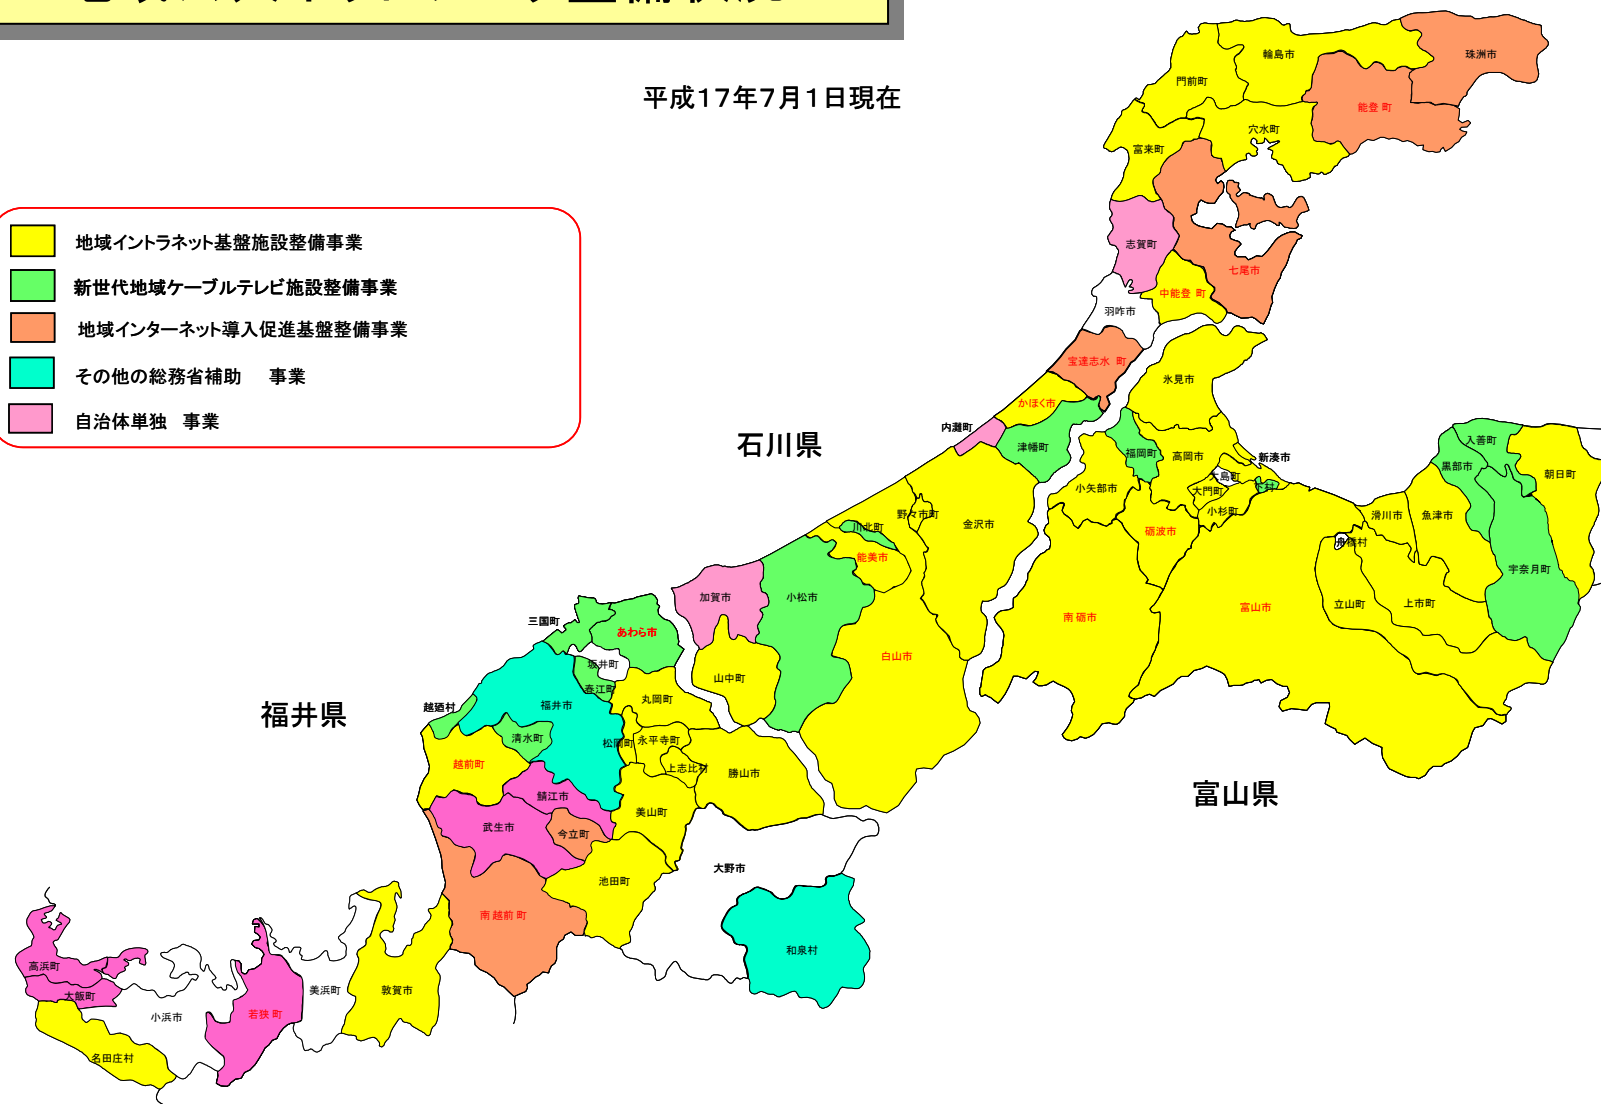 平成17年7月1日現在
地域イントラネット基盤施設整備事業
新世代地域ケーブルテレビ施設整備事業
地域インターネット導入促進基盤整備事業
その他の総務省補助 事業
自治体単独 事業
石川県
福井県
富山県
珠洲市
輪島市
門前町
能登 町
穴水町
富来町
志賀町
七尾市
中能登 町
羽咋市
宝達志水 町
かほく市
内灘町
津幡町
氷見市
福岡町
高岡市
新湊市
大島町
下村
大門町
小杉町
小矢部市
砺波市
南 砺市
富山市
入善町
黒部市
朝日町
滑川市
魚津市
舟橋村
宇奈月町
立山町
上市町
野々市町
金沢市
川北町
能美市
小松市
加賀市
山中町
白山市
三国町
あわら市
坂井町
春江町
丸岡町
福井市
越廼村
清水町
松岡町
永平寺町
上志比村
勝山市
越前町
鯖江市
美山町
武生市
今立町
池田町
大野市
和泉村
南 越前 町
敦賀市
美浜町
若狭 町
小浜市
高浜町
大飯町
名田庄村